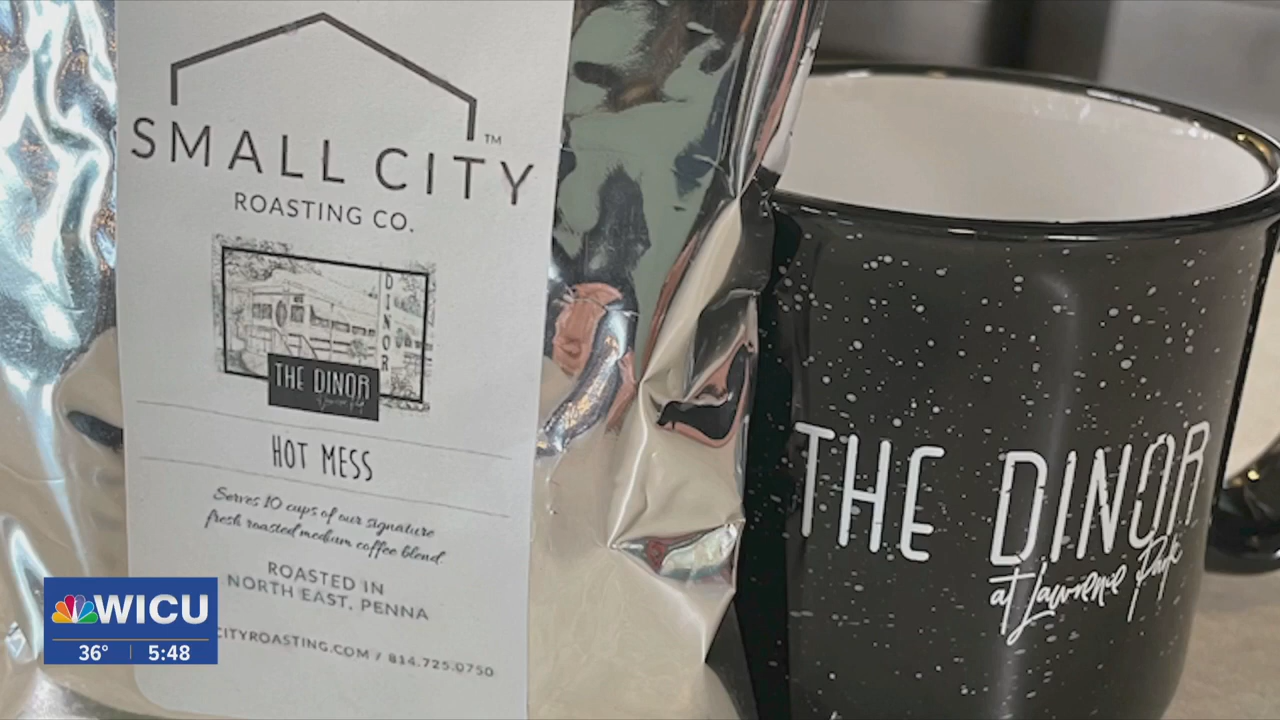 SMALL CITY™
ROASTING CO.
DINOR
THE DINOR
HOT MESS
Serves 10 cups of our signature
fresh roasted medium coffee blend.
ROASTED IN
NORTH EAST, PENNA
CITYROASTING.COM / 814.725.0750
THE DINOR
at Lawrence Park
WICU
36° | 5:48